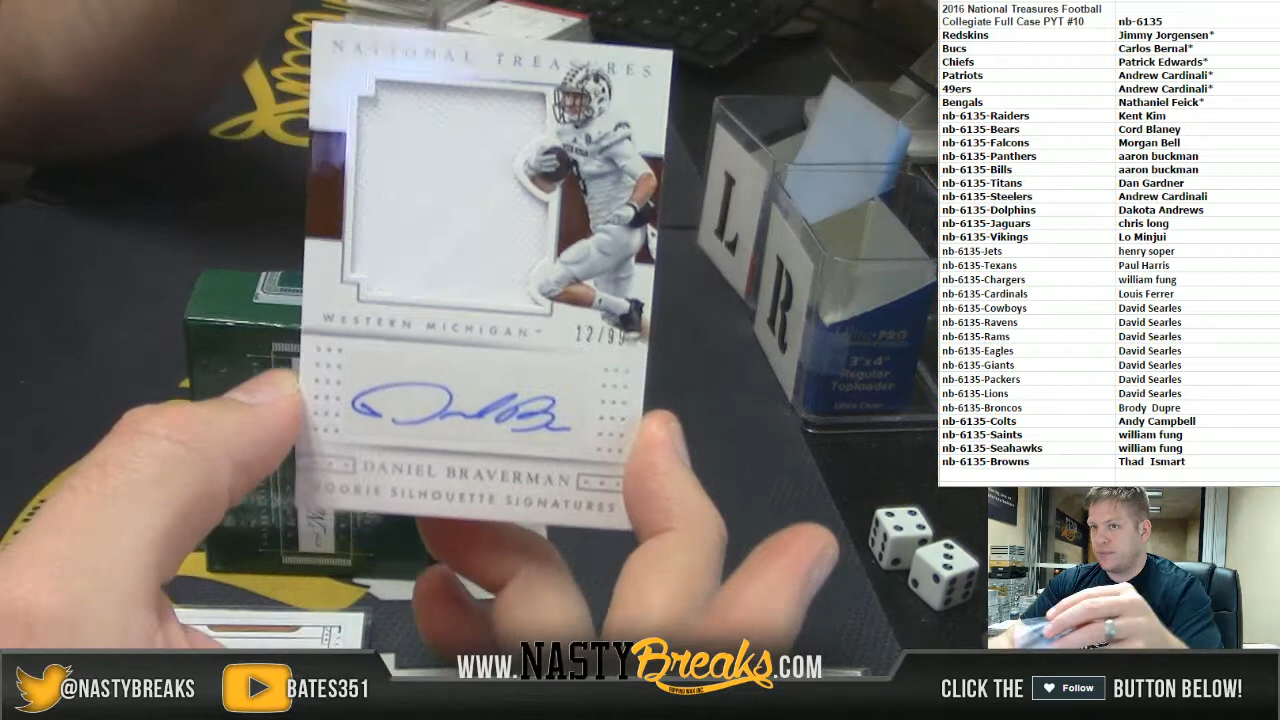 NATIONAL TREASURES
WESTERN MICHIGAN™
12/99
DANIEL BRAVERMAN
ROOKIE SILHOUETTE SIGNATURES
L
R
Ultra PRO
3"x 4"
Regular
Toploader
Ultra Clear
2016 National Treasures Football
Collegiate Full Case PYT #10 nb-6135
Redskins Jimmy Jorgensen*
Bucs Carlos Bernal*
Chiefs Patrick Edwards*
Patriots Andrew Cardinali*
49ers Andrew Cardinali*
Bengals Nathaniel Feick*
nb-6135-Raiders Kent Kim
nb-6135-Bears Cord Blaney
nb-6135-Falcons Morgan Bell
nb-6135-Panthers aaron buckman
nb-6135-Bills aaron buckman
nb-6135-Titans Dan Gardner
nb-6135-Steelers Andrew Cardinali
nb-6135-Dolphins Dakota Andrews
nb-6135-Jaguars chris long
nb-6135-Vikings Lo Minjui
nb-6135-Jets henry soper
nb-6135-Texans Paul Harris
nb-6135-Chargers william fung
nb-6135-Cardinals Louis Ferrer
nb-6135-Cowboys David Searles
nb-6135-Ravens David Searles
nb-6135-Rams David Searles
nb-6135-Eagles David Searles
nb-6135-Giants David Searles
nb-6135-Packers David Searles
nb-6135-Lions David Searles
nb-6135-Broncos Brody Dupre
nb-6135-Colts Andy Campbell
nb-6135-Saints william fung
nb-6135-Seahawks william fung
nb-6135-Browns Thad Ismart
@NASTYBREAKS
BATES351
WWW.NASTYBreaks.COM
RIPPING WAX INC.
CLICK THE Follow BUTTON BELOW!